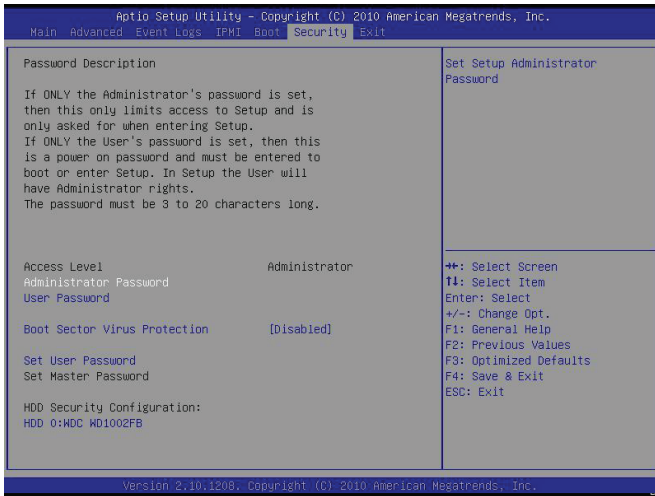 Aptio Setup Utility – Copyright (C) 2010 American Megatrends, Inc.
Main Advanced Event Logs IPMI Boot Security Exit
Password Description
If ONLY the Administrator's password is set,
then this only limits access to Setup and is
only asked for when entering Setup.
If ONLY the User's password is set, then this
is a power on password and must be entered to
boot or enter Setup. In Setup the User will
have Administrator rights.
The password must be 3 to 20 characters long.
Access Level Administrator
Administrator Password
User Password
Boot Sector Virus Protection [Disabled]
Set User Password
Set Master Password
HDD Security Configuration:
HDD 0:WDC WD1002FB
Set Setup Administrator
Password
→←: Select Screen
↑↓: Select Item
Enter: Select
+/-: Change Opt.
F1: General Help
F2: Previous Values
F3: Optimized Defaults
F4: Save & Exit
ESC: Exit
Version 2.10.1208. Copyright (C) 2010 American Megatrends, Inc.